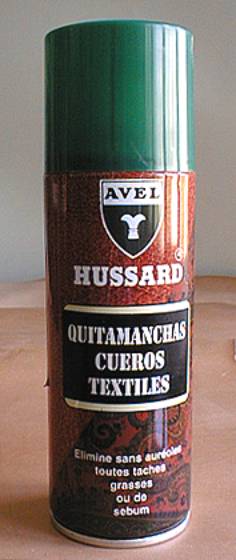 AVEL
HUSSARD®
QUITAMANCHAS
CUEROS
TEXTILES
Elimine sans auréoles
toutes taches
grasses
ou de
sebum